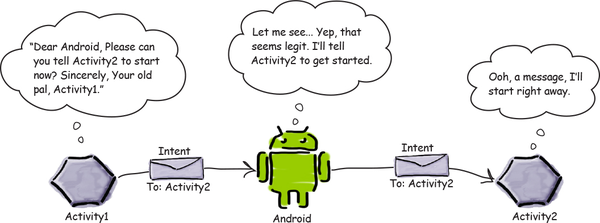 "Dear Android, Please can
you tell Activity2 to start
now? Sincerely, Your old
pal, Activity1."
Let me see... Yep, that
seems legit. I'll tell
Activity2 to get started.
Ooh, a message, I'll
start right away.
Intent
To: Activity2
Intent
To: Activity2
Activity1
Android
Activity2